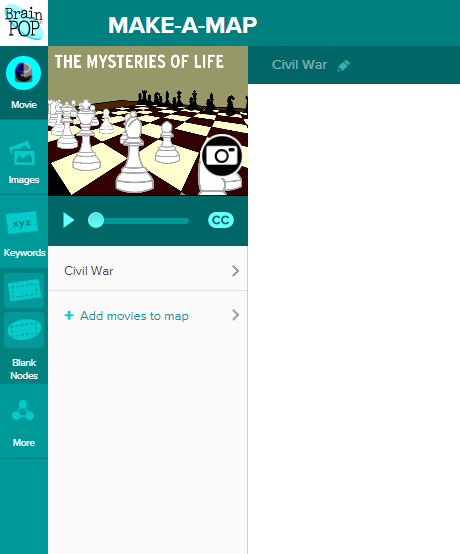 Brain
POP
MAKE-A-MAP
THE MYSTERIES OF LIFE
Civil War
Movie
Images
CC
xyz
Keywords
Civil War
+ Add movies to map
Blank
Nodes
More